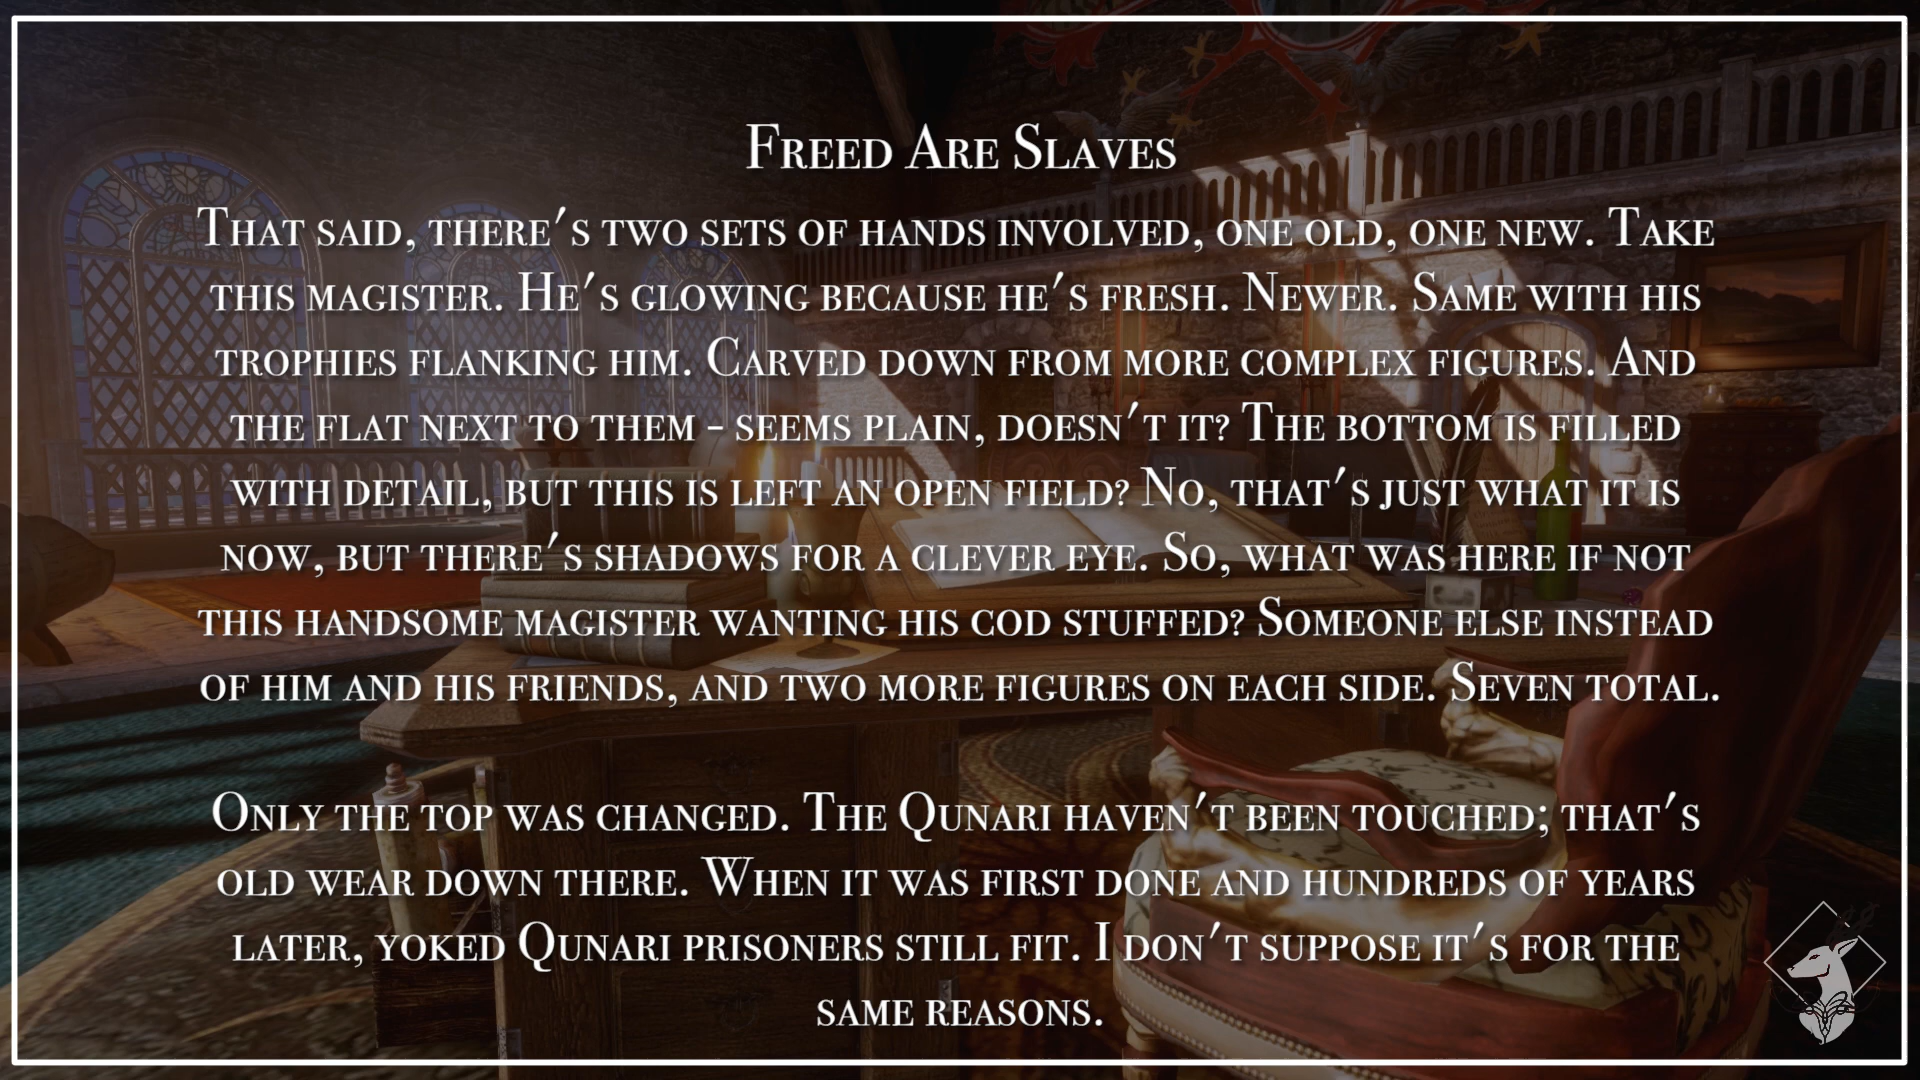 Freed Are Slaves
That said, there's two sets of hands involved, one old, one new. Take
this magister. He's glowing because he's fresh. Newer. Same with his
trophies flanking him. Carved down from more complex figures. And
the flat next to them - seems plain, doesn't it? The bottom is filled
with detail, but this is left an open field? No, that's just what it is
now, but there's shadows for a clever eye. So, what was here if not
this handsome magister wanting his cod stuffed? Someone else instead
of him and his friends, and two more figures on each side. Seven total.
Only the top was changed. The Qunari haven't been touched; that's
old wear down there. When it was first done and hundreds of years
later, yoked Qunari prisoners still fit. I don't suppose it's for the
same reasons.